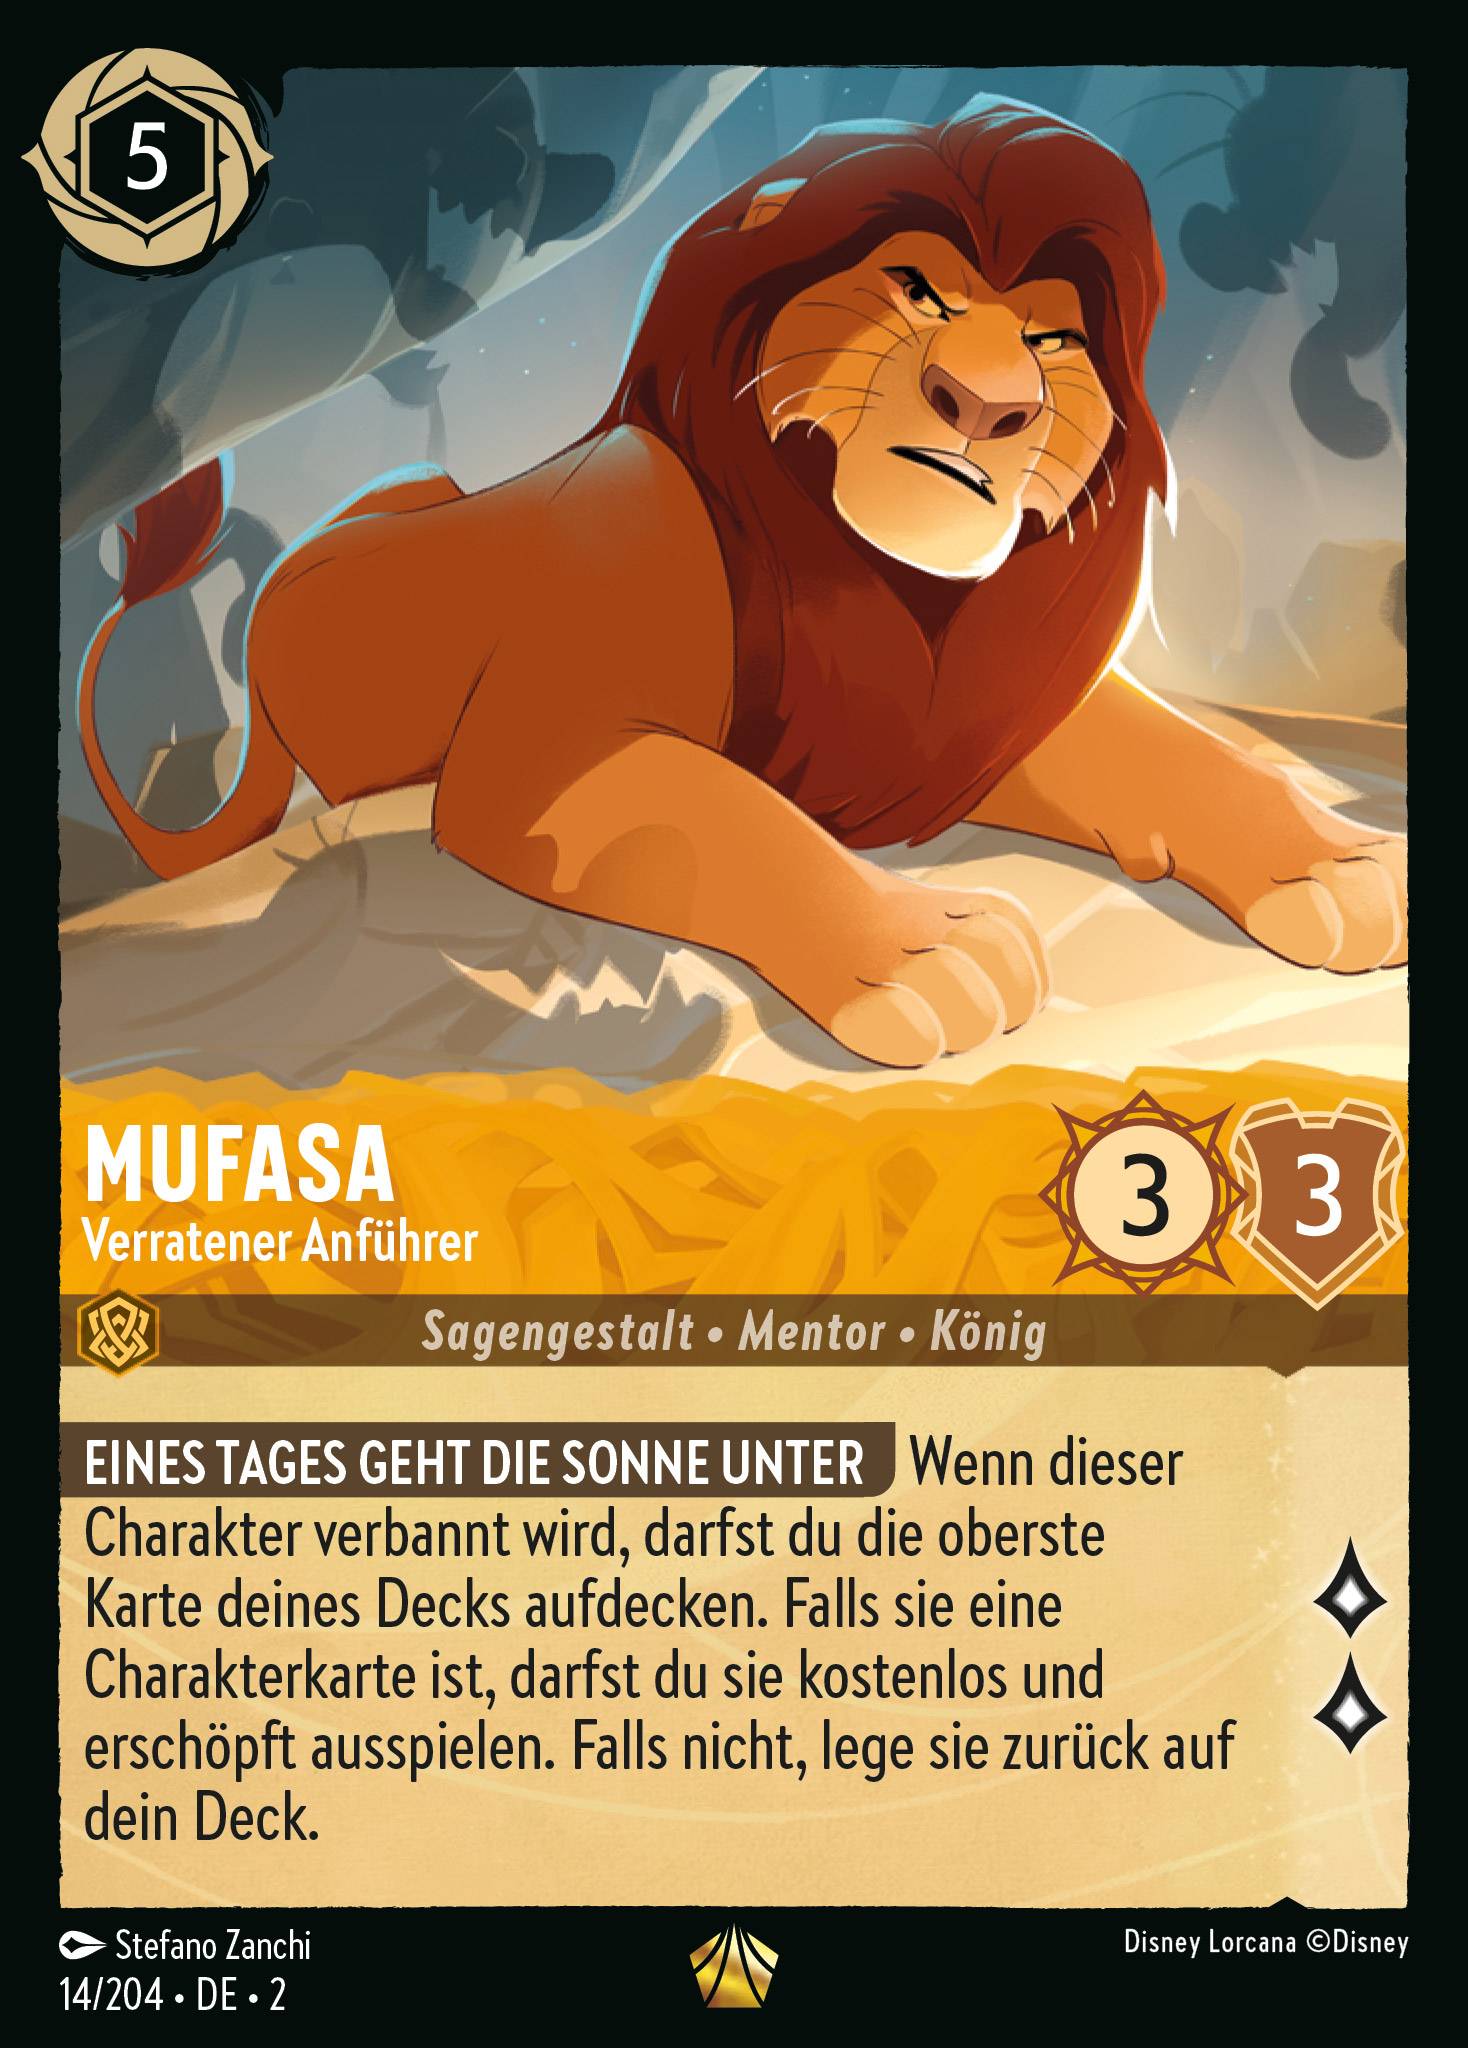 5
MUFASA
Verratener Anführer
3
3
Sagengestalt • Mentor • König
EINES TAGES GEHT DIE SONNE UNTER Wenn dieser
Charakter verbannt wird, darfst du die oberste
Karte deines Decks aufdecken. Falls sie eine
Charakterkarte ist, darfst du sie kostenlos und
erschöpft ausspielen. Falls nicht, lege sie zurück auf
dein Deck.
Stefano Zanchi
14/204 • DE • 2
Disney Lorcana ©Disney